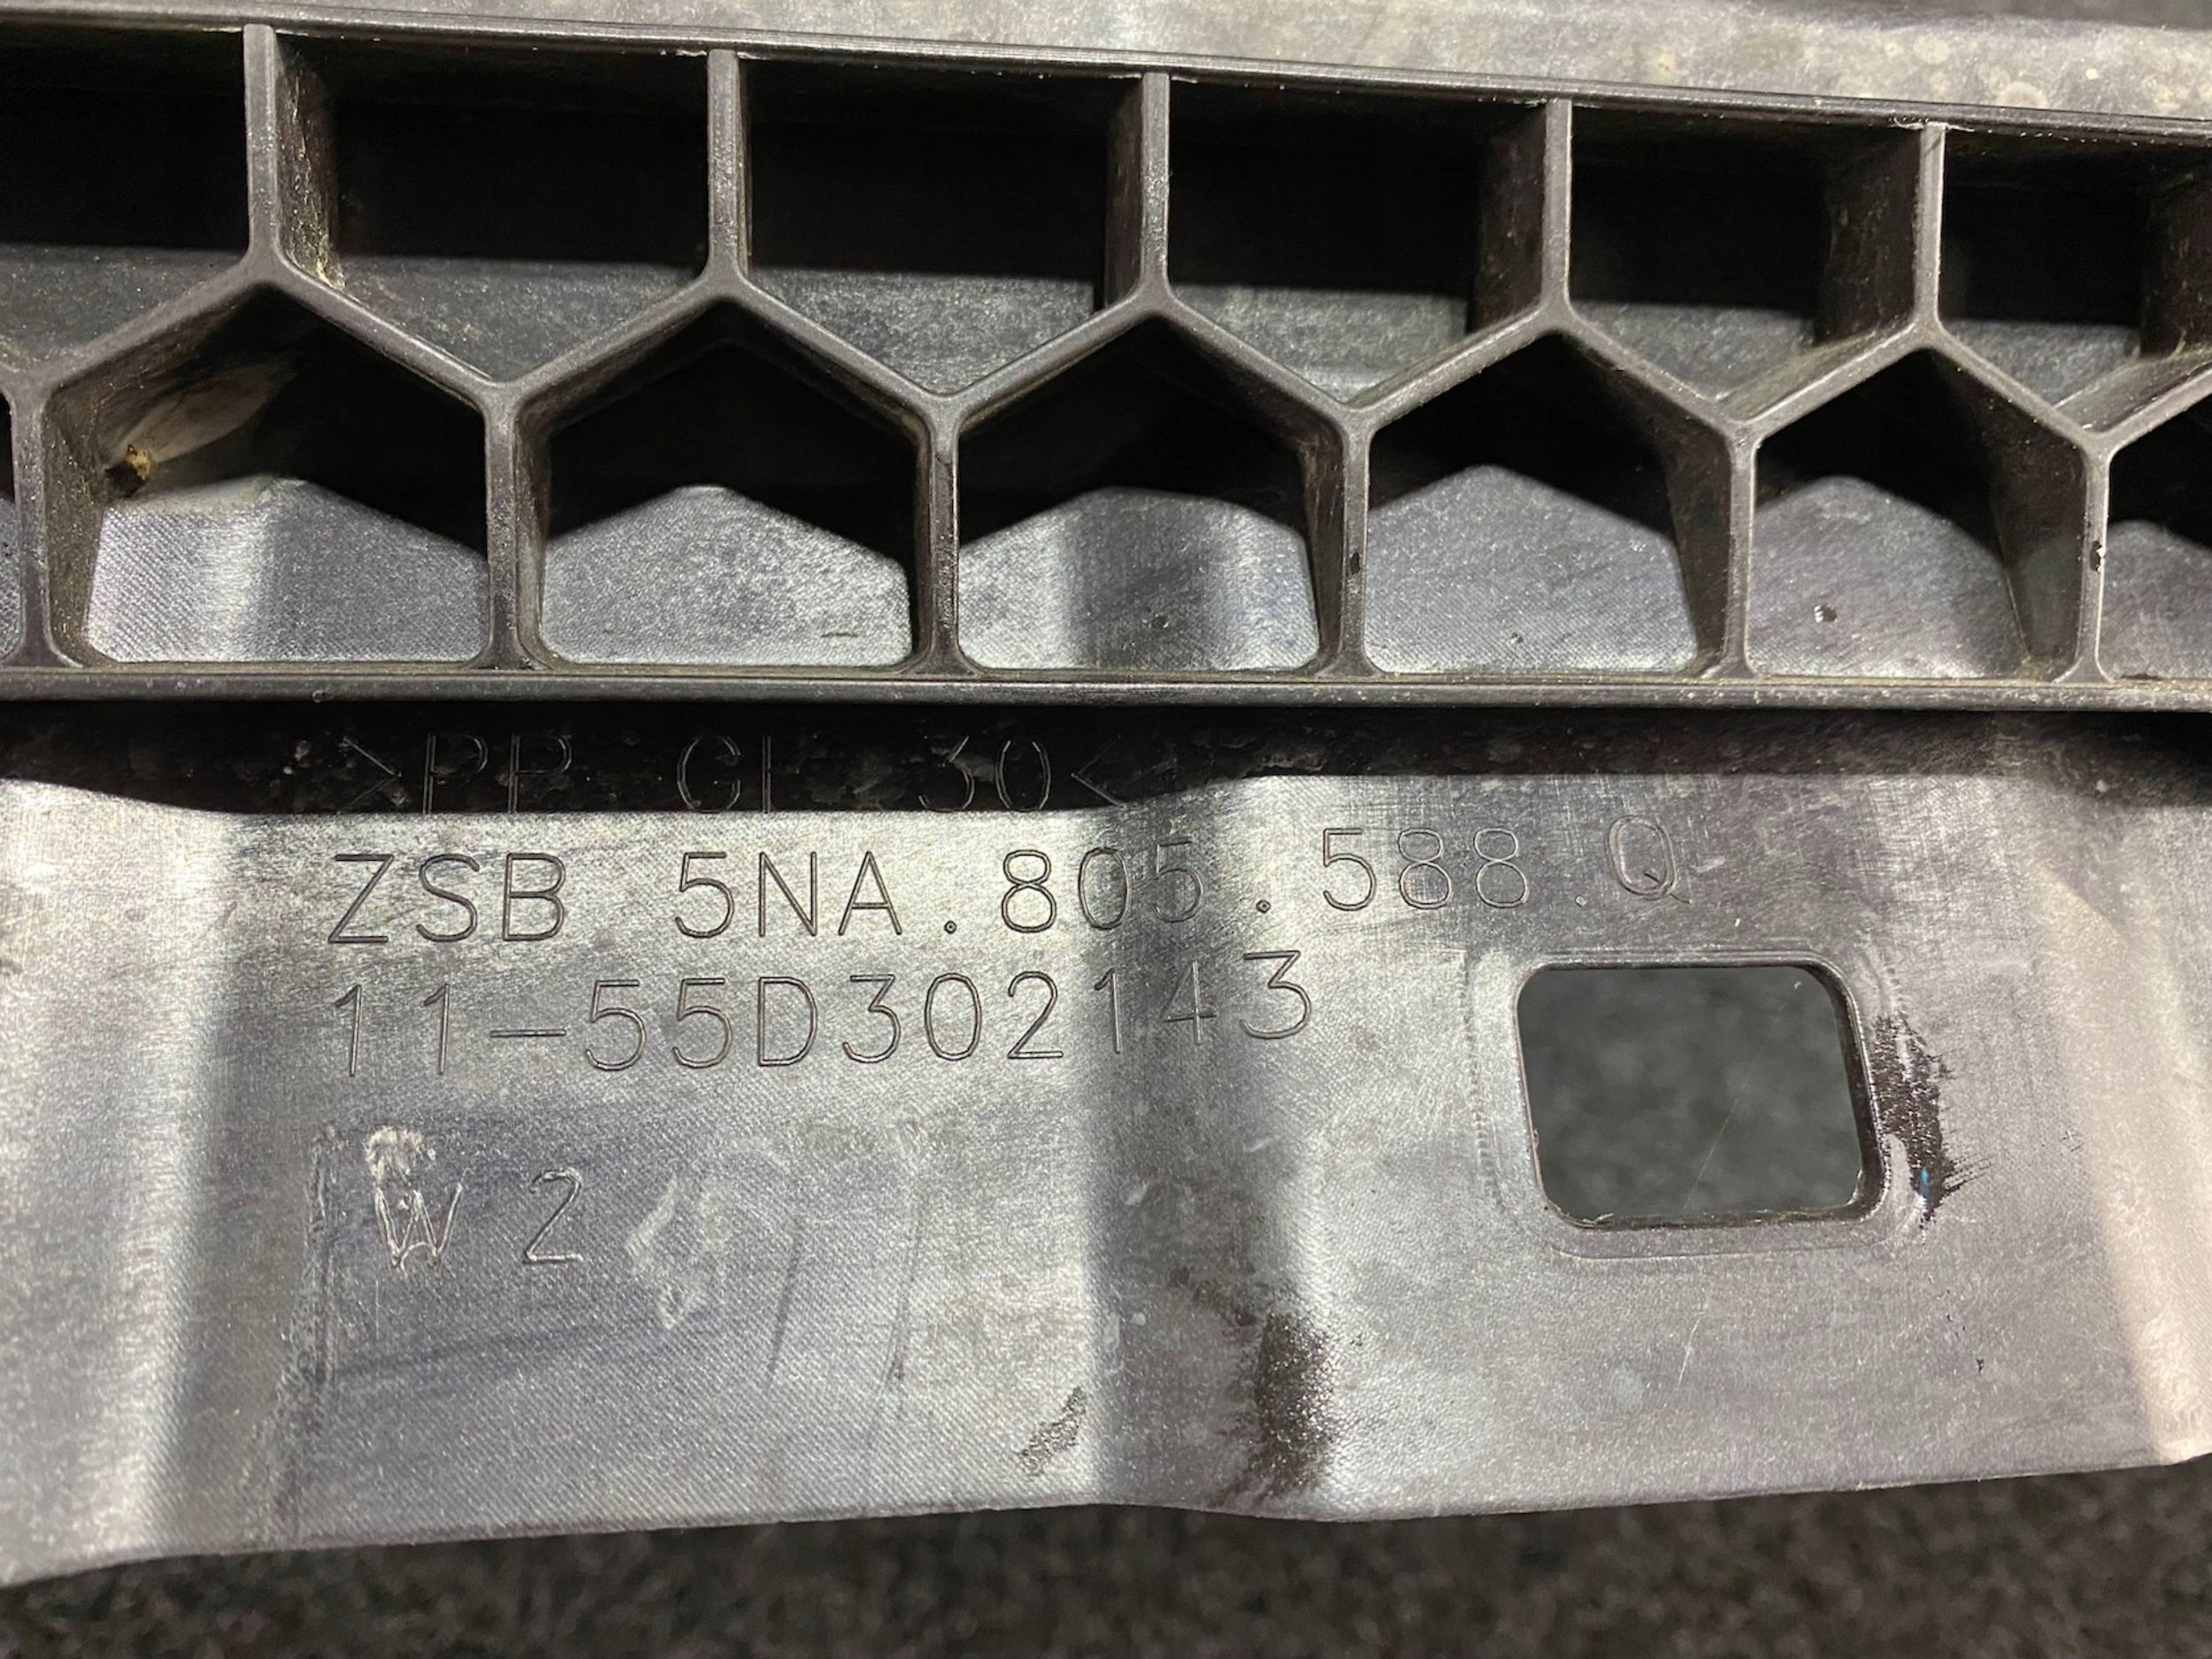 >PP-GF 30<
ZSB 5NA.805.588.Q
11-55D302143
W 2